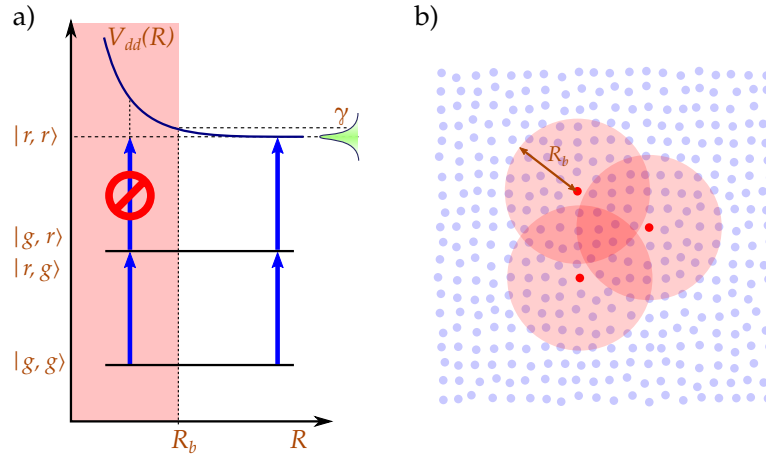 a)
V_dd(R)
γ
|r, r⟩
|g, r⟩
|r, g⟩
|g, g⟩
R_b
R
b)
R_b